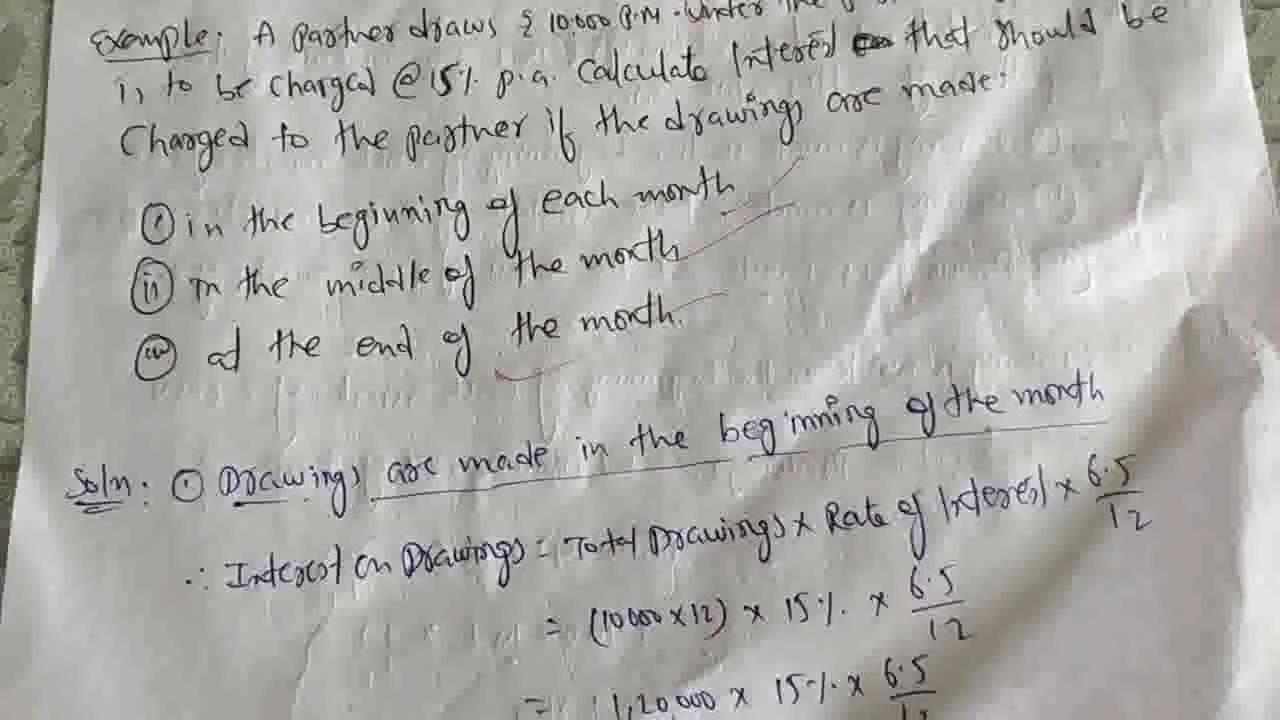 Example: A partner draws ₹ 10.000 P.M. Under the
is to be charged @ 15% p.a. Calculate Interest that should be
Charged to the partner if the drawings are made:
(i) in the beginning of each month
(ii) in the middle of the month
(iii) at the end of the month.
Soln: (i) Drawings are made in the beginning of the month
∴ Interest on Drawings = Total Drawings x Rate of Interest x 6.5/12
= (10000 x 12) x 15% x 6.5/12
= 1,20000 x 15% x 6.5/12